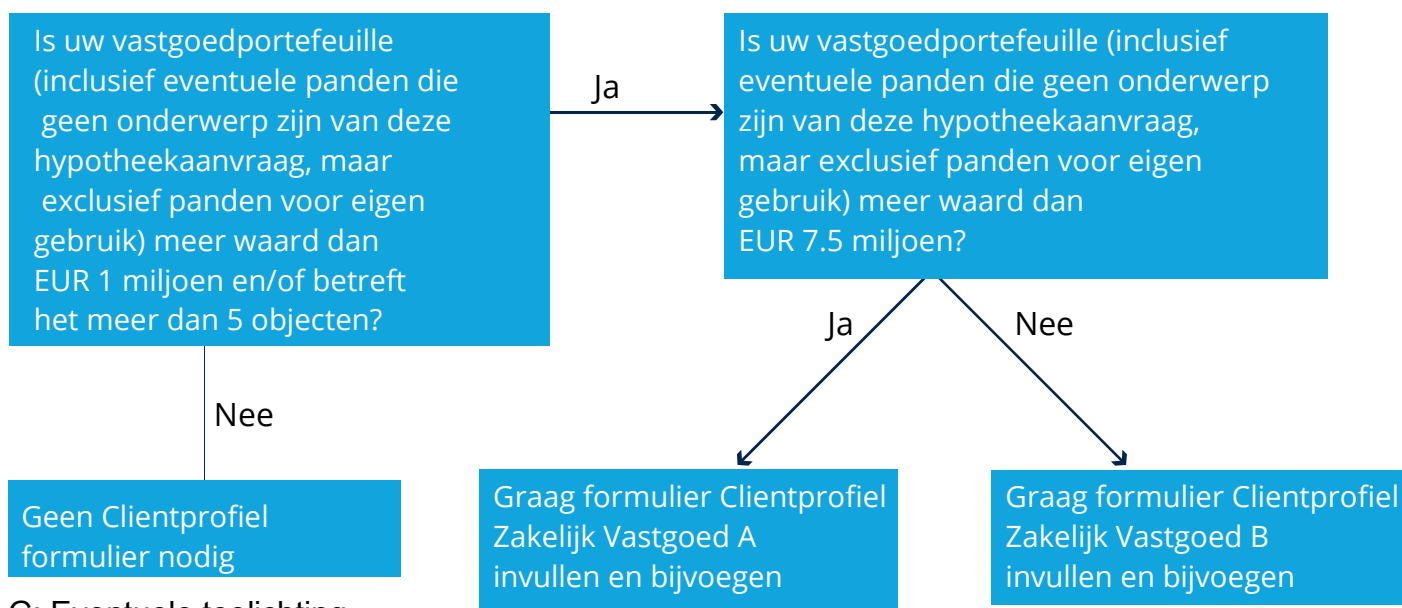 Is uw vastgoedportefeuille
(inclusief eventuele panden die
geen onderwerp zijn van deze
hypotheekaanvraag, maar
exclusief panden voor eigen
gebruik) meer waard dan
EUR 1 miljoen en/of betreft
het meer dan 5 objecten?
Ja
Is uw vastgoedportefeuille (inclusief
eventuele panden die geen onderwerp
zijn van deze hypotheekaanvraag,
maar exclusief panden voor eigen
gebruik) meer waard dan
EUR 7.5 miljoen?
Ja
Nee
Nee
Geen Clientprofiel
formulier nodig
Graag formulier Clientprofiel
Zakelijk Vastgoed A
invullen en bijvoegen
Graag formulier Clientprofiel
Zakelijk Vastgoed B
invullen en bijvoegen
Eventuele toelichting